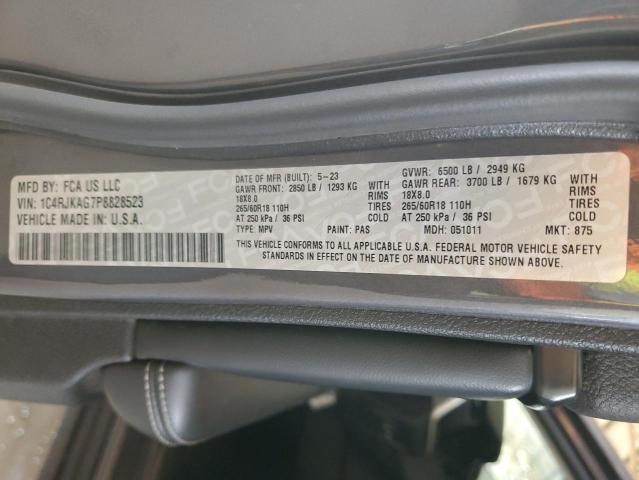 MFD BY: FCA US LLC
VIN: 1C4RJKAG7P8828523
VEHICLE MADE IN: U.S.A.
DATE OF MFR (BUILT): 5-23
GAWR FRONT: 2850 LB / 1293 KG
18X8.0 RIMS
265/60R18 110H TIRES
AT 250 kPa / 36 PSI
WITH
TYPE: MPV PAINT: PAS
GVWR: 6500 LB / 2949 KG
GAWR REAR: 3700 LB / 1679 KG
18X8.0 RIMS
265/60R18 110H TIRES
AT 250 kPa / 36 PSI
WITH
MDH: 051011 MKT: 875
THIS VEHICLE CONFORMS TO ALL APPLICABLE U.S.A. FEDERAL MOTOR VEHICLE SAFETY
STANDARDS IN EFFECT ON THE DATE OF MANUFACTURE SHOWN ABOVE.